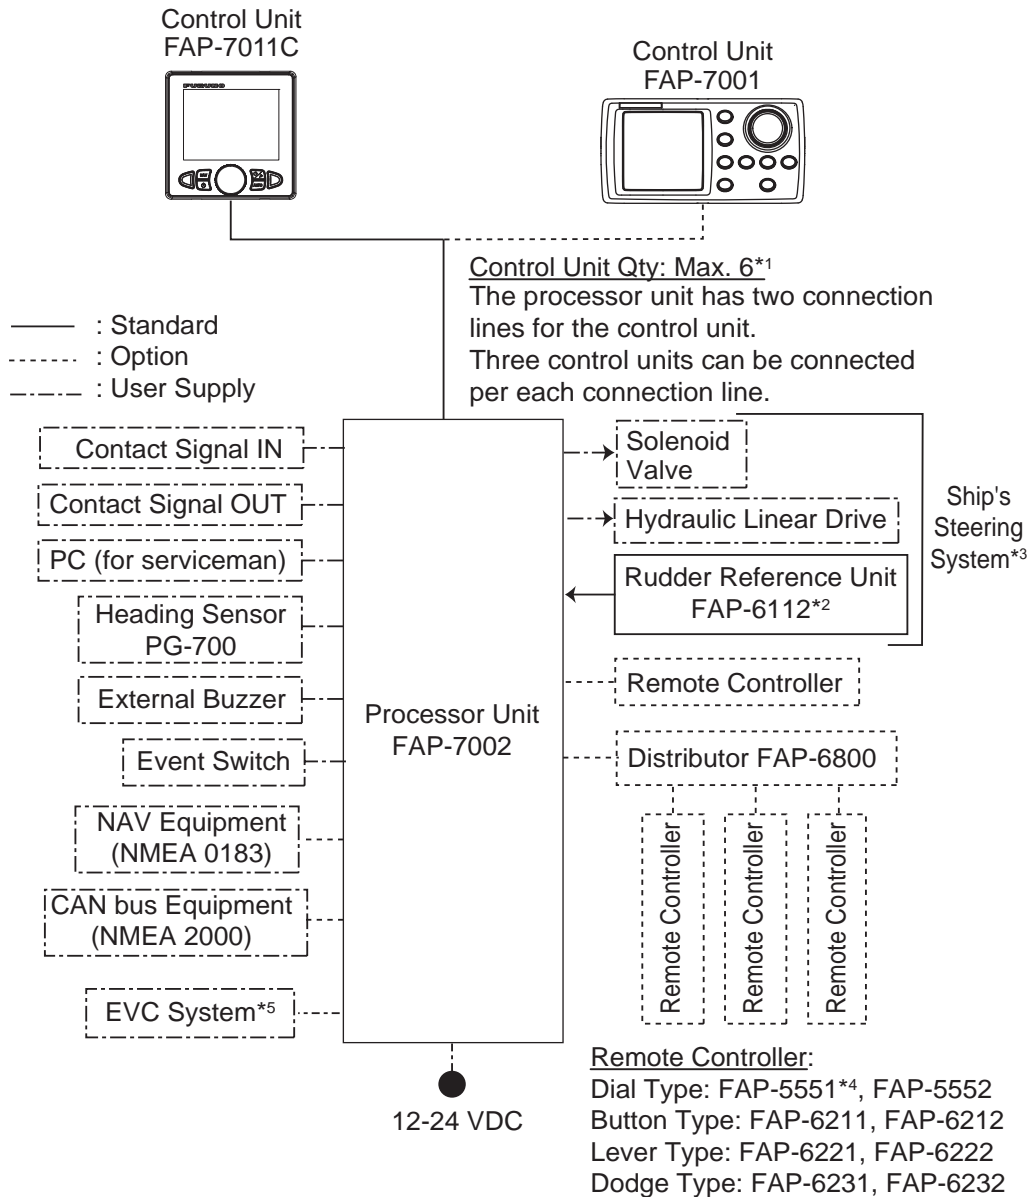 Control Unit
FAP-7011C
Control Unit
FAP-7001
FURUNO
Control Unit Qty: Max. 6*1
The processor unit has two connection
lines for the control unit.
Three control units can be connected
per each connection line.
: Standard
: Option
: User Supply
Contact Signal IN
Contact Signal OUT
PC (for serviceman)
Heading Sensor
PG-700
External Buzzer
Event Switch
NAV Equipment
(NMEA 0183)
CAN bus Equipment
(NMEA 2000)
EVC System*5
Processor Unit
FAP-7002
12-24 VDC
Solenoid
Valve
Hydraulic Linear Drive
Rudder Reference Unit
FAP-6112*2
Ship's
Steering
System*3
Remote Controller
Distributor FAP-6800
Remote Controller
Remote Controller
Remote Controller
Remote Controller:
Dial Type: FAP-5551*4, FAP-5552
Button Type: FAP-6211, FAP-6212
Lever Type: FAP-6221, FAP-6222
Dodge Type: FAP-6231, FAP-6232